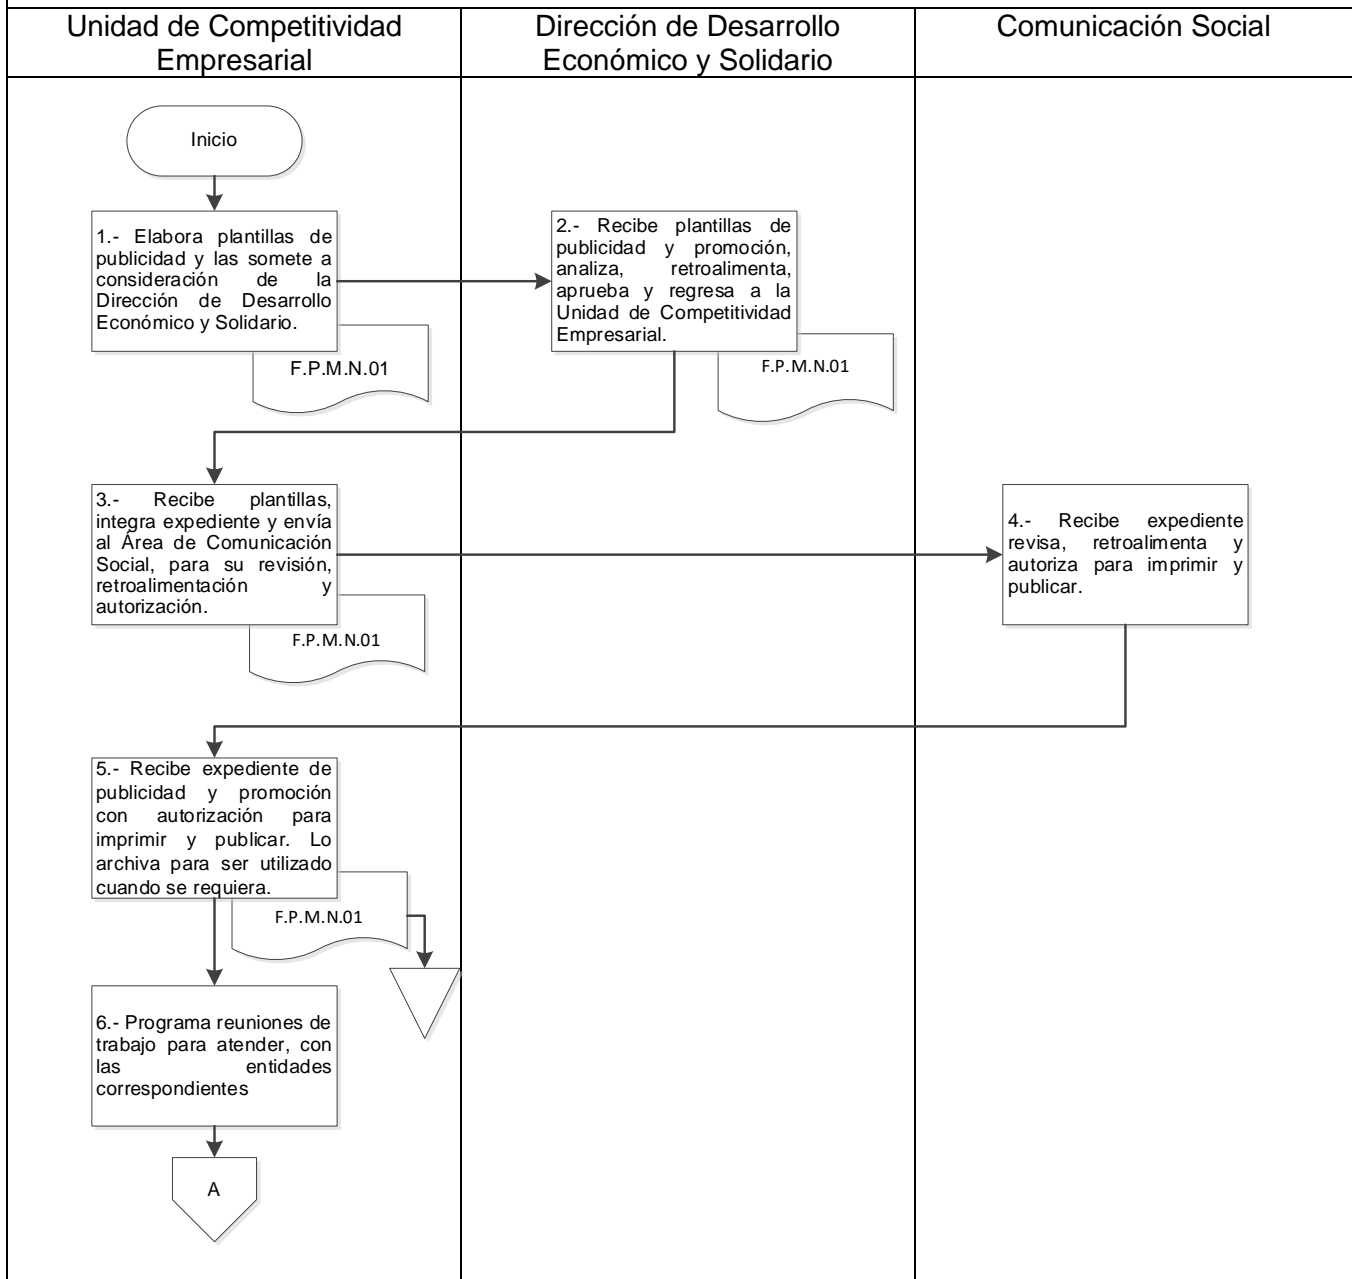 Unidad de Competitividad
Empresarial
Dirección de Desarrollo
Económico y Solidario
Comunicación Social
Inicio
1.- Elabora plantillas de
publicidad y las somete a
consideración de la
Dirección de Desarrollo
Económico y Solidario.
F.P.M.N.01
2.- Recibe plantillas de
publicidad y promoción,
analiza, retroalimenta,
aprueba y regresa a la
Unidad de Competitividad
Empresarial.
F.P.M.N.01
3.- Recibe plantillas,
integra expediente y envía
al Área de Comunicación
Social, para su revisión,
retroalimentación y
autorización.
F.P.M.N.01
4.- Recibe expediente
revisa, retroalimenta y
autoriza para imprimir y
publicar.
5.- Recibe expediente de
publicidad y promoción
con autorización para
imprimir y publicar. Lo
archiva para ser utilizado
cuando se requiera.
F.P.M.N.01
6.- Programa reuniones de
trabajo para atender, con
las entidades
correspondientes
A